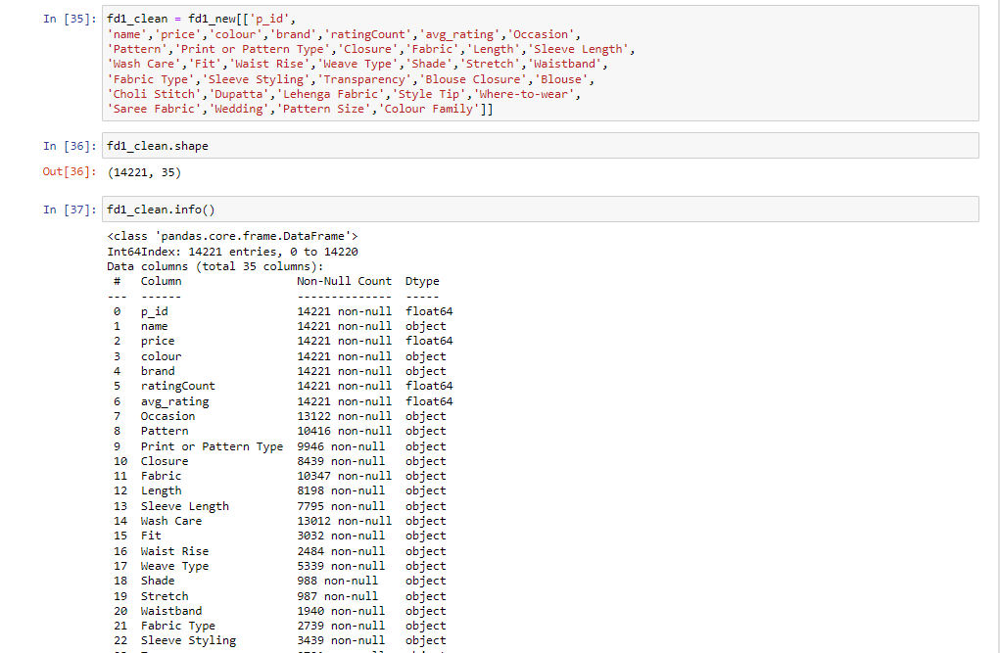 In [35]: fd1_clean = fd1_new[['p_id',
'name','price','colour','brand','ratingCount','avg_rating','Occasion',
'Pattern','Print or Pattern Type','Closure','Fabric','Length','Sleeve Length',
'Wash Care','Fit','Waist Rise','Weave Type','Shade','Stretch','Waistband',
'Fabric Type','Sleeve Styling','Transparency','Blouse Closure','Blouse',
'Choli Stitch','Dupatta','Lehenga Fabric','Style Tip','Where-to-wear',
'Saree Fabric','Wedding','Pattern Size','Colour Family']]
In [36]: fd1_clean.shape
Out[36]: (14221, 35)
In [37]: fd1_clean.info()
<class 'pandas.core.frame.DataFrame'>
Int64Index: 14221 entries, 0 to 14220
Data columns (total 35 columns):
#   Column   Non-Null Count   Dtype
---  ------  --------------  -----
0   p_id   14221 non-null   float64
1   name   14221 non-null   object
2   price   14221 non-null   float64
3   colour   14221 non-null   object
4   brand   14221 non-null   object
5   ratingCount   14221 non-null   float64
6   avg_rating   14221 non-null   float64
7   Occasion   13122 non-null   object
8   Pattern   10416 non-null   object
9   Print or Pattern Type   9946 non-null   object
10   Closure   8439 non-null   object
11   Fabric   10347 non-null   object
12   Length   8198 non-null   object
13   Sleeve Length   7795 non-null   object
14   Wash Care   13012 non-null   object
15   Fit   3032 non-null   object
16   Waist Rise   2484 non-null   object
17   Weave Type   5339 non-null   object
18   Shade   988 non-null   object
19   Stretch   987 non-null   object
20   Waistband   1940 non-null   object
21   Fabric Type   2739 non-null   object
22   Sleeve Styling   3439 non-null   object